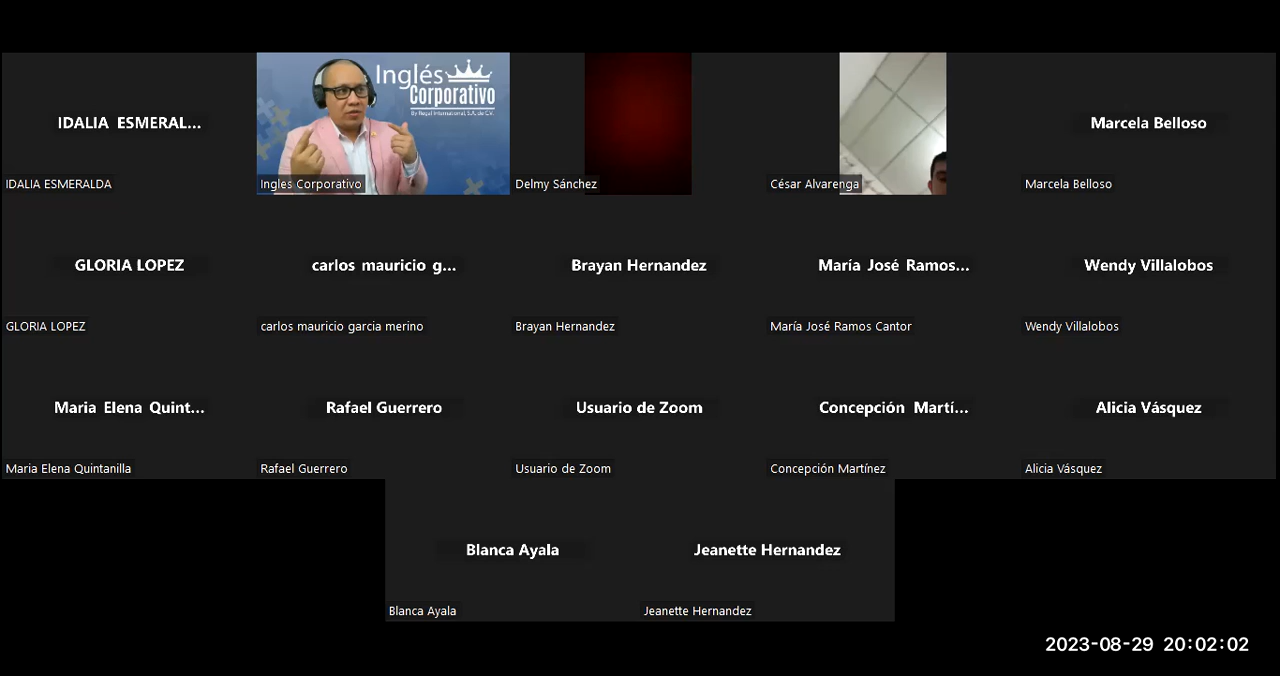 IDALIA ESMERAL...
IDALIA ESMERALDA
Inglés
Corporativo
By Regal International, S.A. de C.V.
Ingles Corporativo
Delmy Sánchez
César Alvarenga
Marcela Belloso
Marcela Belloso
GLORIA LOPEZ
GLORIA LOPEZ
carlos mauricio g...
carlos mauricio garcia merino
Brayan Hernandez
Brayan Hernandez
María José Ramos...
María José Ramos Cantor
Wendy Villalobos
Wendy Villalobos
Maria Elena Quint...
Maria Elena Quintanilla
Rafael Guerrero
Rafael Guerrero
Usuario de Zoom
Usuario de Zoom
Concepción Martí...
Concepción Martínez
Alicia Vásquez
Alicia Vásquez
Blanca Ayala
Blanca Ayala
Jeanette Hernandez
Jeanette Hernandez
2023-08-29 20:02:02